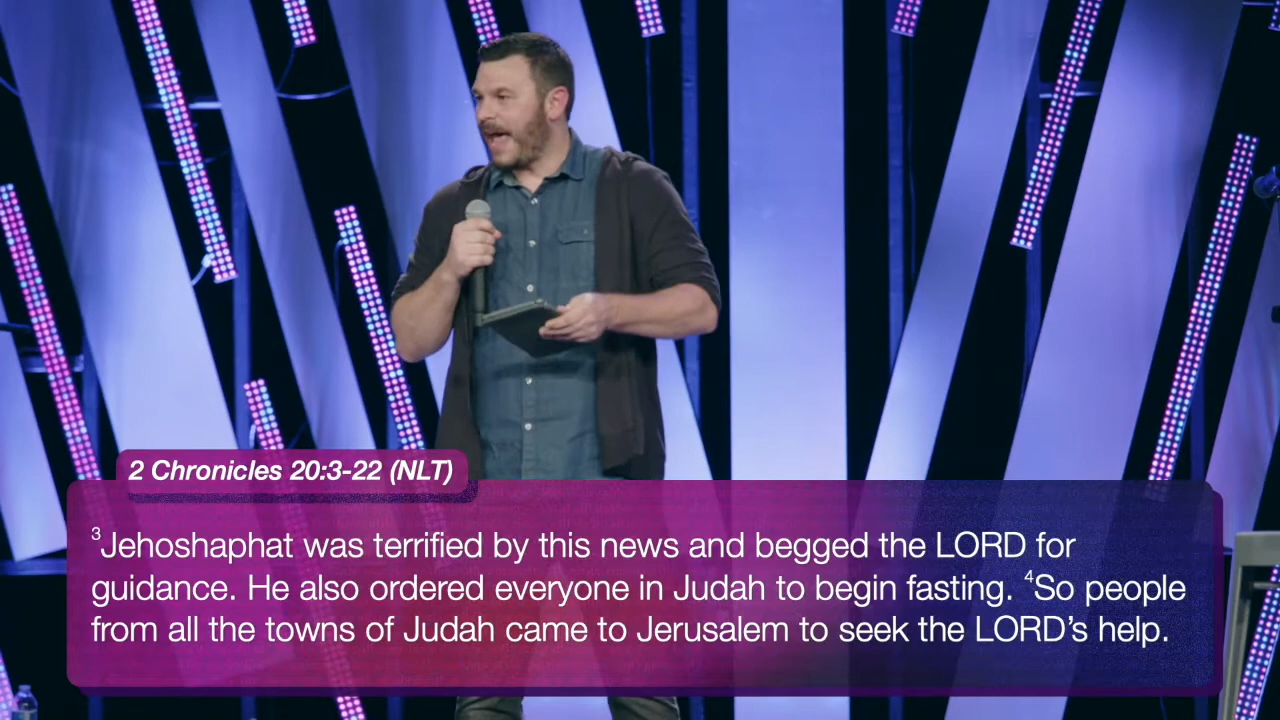 2 Chronicles 20:3-22 (NLT)
³Jehoshaphat was terrified by this news and begged the LORD for
guidance. He also ordered everyone in Judah to begin fasting. ⁴So people
from all the towns of Judah came to Jerusalem to seek the LORD’s help.